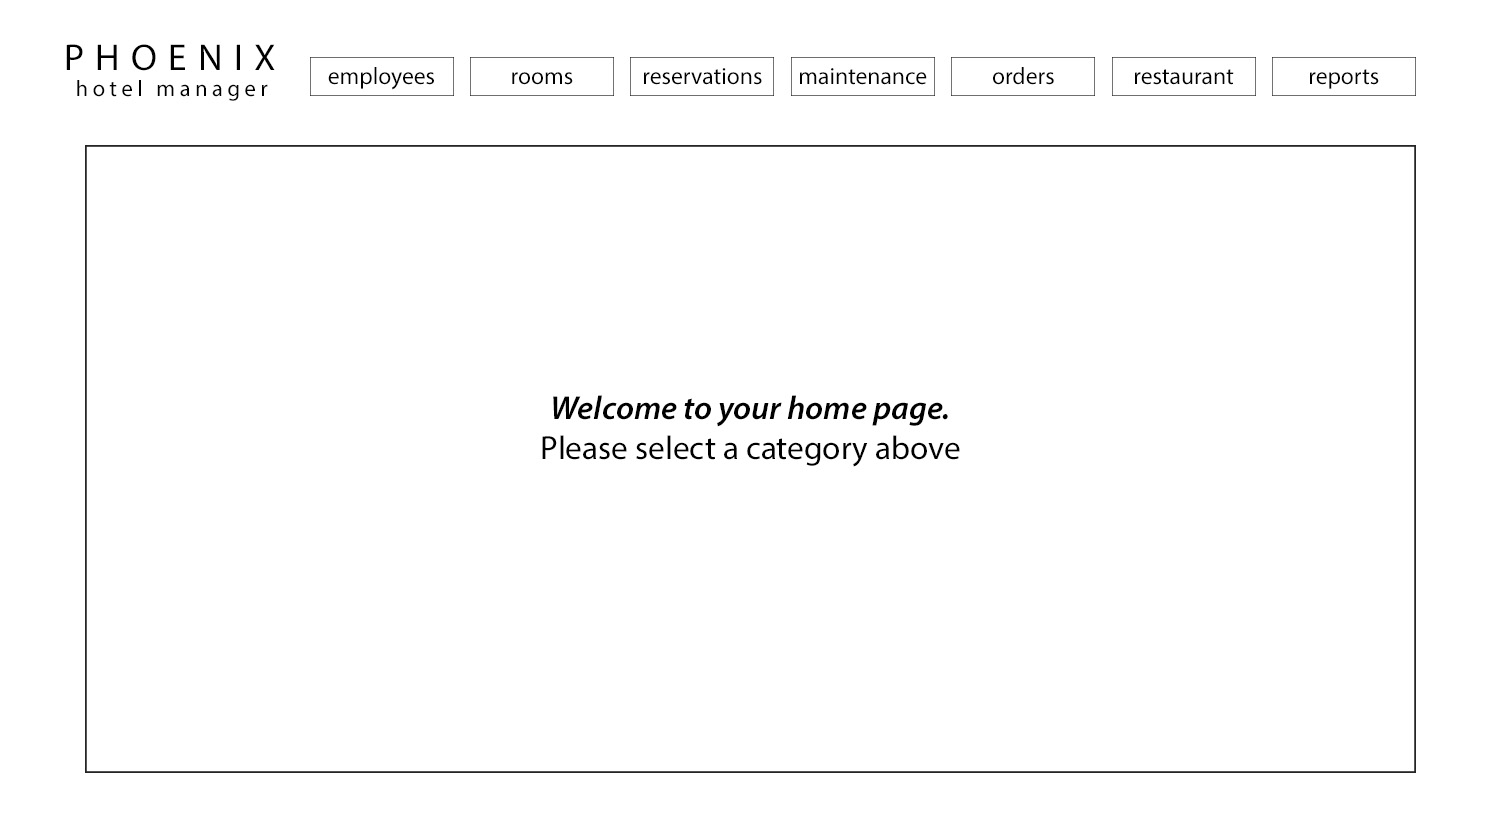 PHOENIX
hotel manager
employees
rooms
reservations
maintenance
orders
restaurant
reports
Welcome to your home page.
Please select a category above